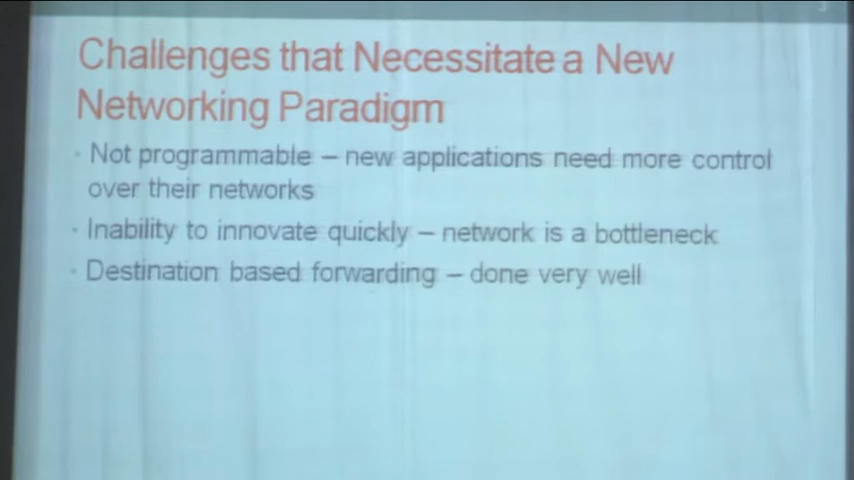 Challenges that Necessitate a New
Networking Paradigm
• Not programmable – new applications need more control
over their networks
• Inability to innovate quickly – network is a bottleneck
• Destination based forwarding – done very well